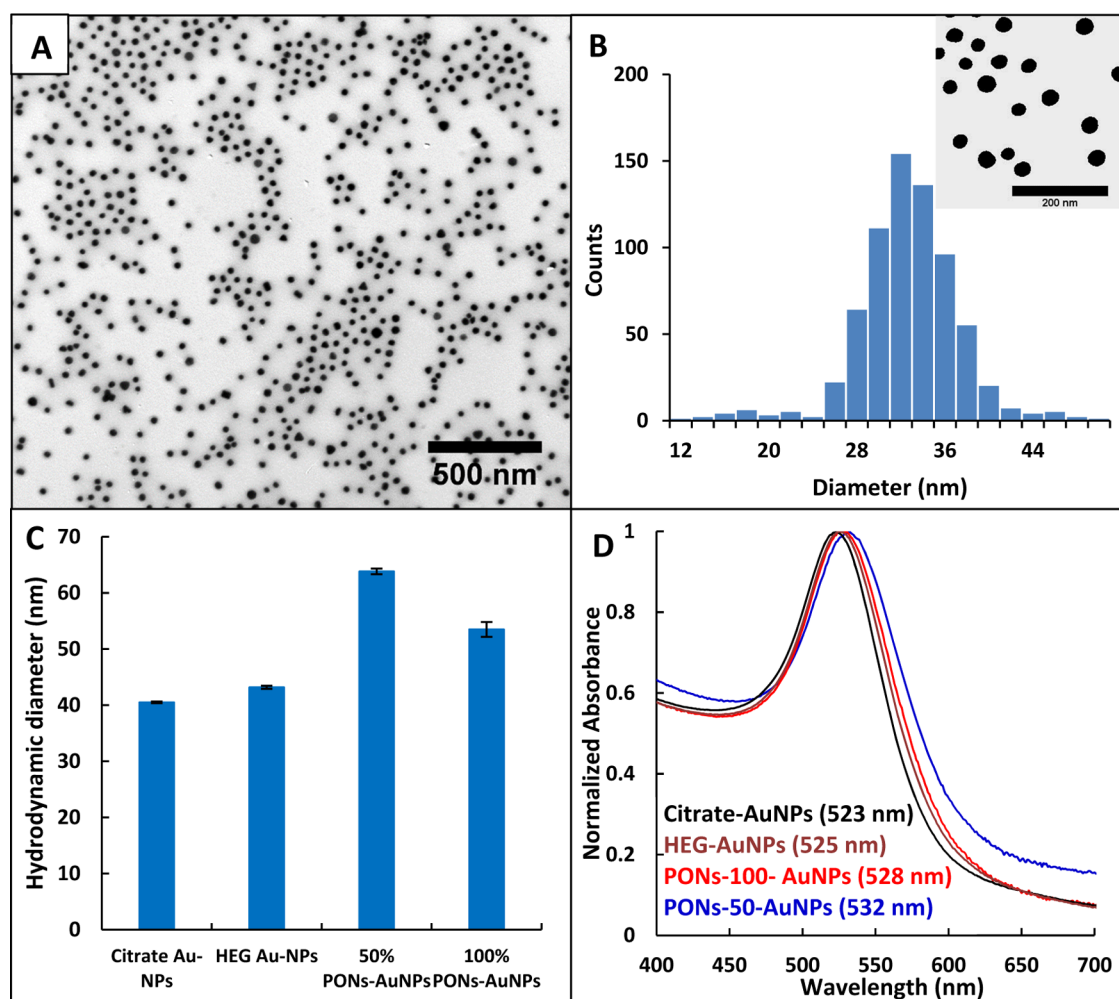 A
500 nm
B
200
150
100
50
0
Counts
12 20 28 36 44
Diameter (nm)
200 nm
C
70
60
50
40
30
20
10
0
Hydrodynamic diameter (nm)
Citrate Au-
NPs
HEG Au-NPs
50%
PONs-AuNPs
100%
PONs-AuNPs
D
1
0.8
0.6
0.4
0.2
0
Normalized Absorbance
Citrate-AuNPs (523 nm)
HEG-AuNPs (525 nm)
PONs-100- AuNPs (528 nm)
PONs-50-AuNPs (532 nm)
400 450 500 550 600 650 700
Wavelength (nm)